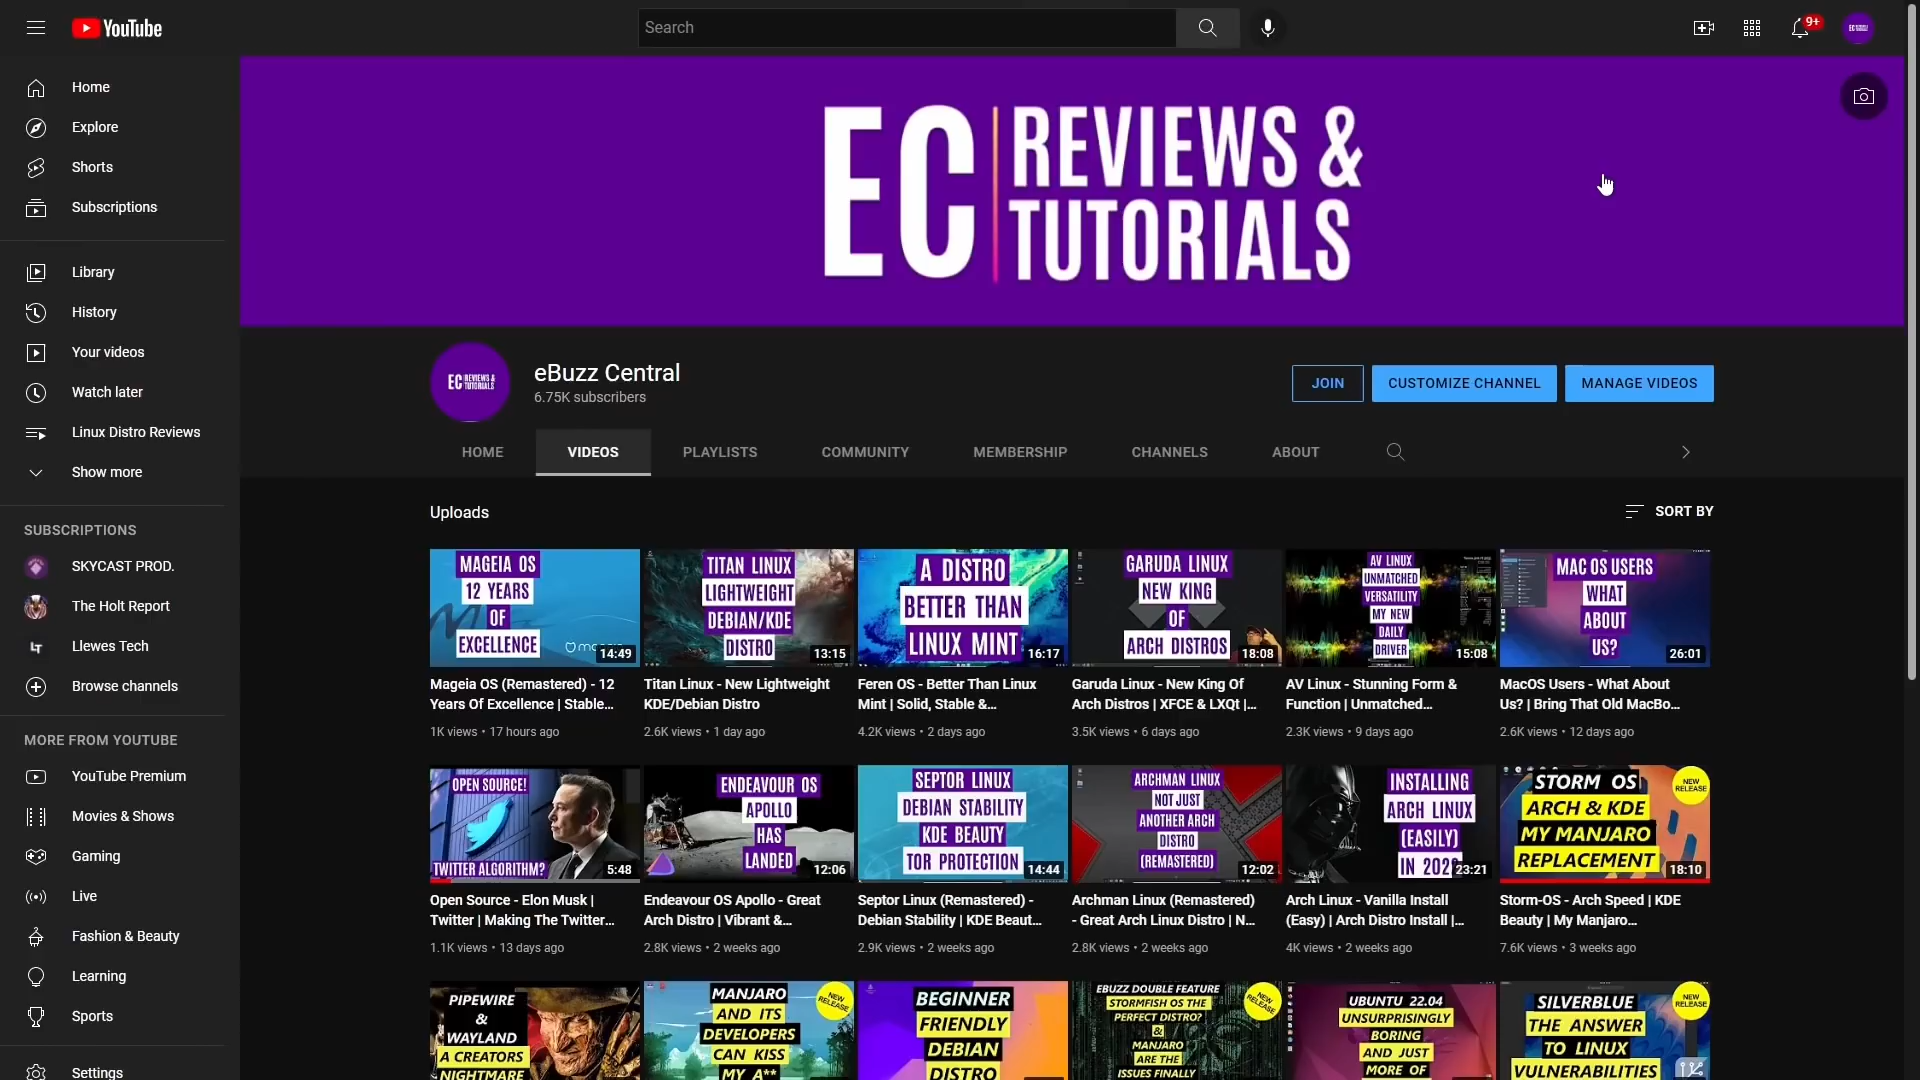 YouTube
Search
9+
Home
Explore
Shorts
Subscriptions
Library
History
Your videos
Watch later
Linux Distro Reviews
Show more
SUBSCRIPTIONS
SKYCAST PROD.
The Holt Report
LT
Llewes Tech
Browse channels
MORE FROM YOUTUBE
YouTube Premium
Movies & Shows
Gaming
Live
Fashion & Beauty
Learning
Sports
Settings
EC REVIEWS &
TUTORIALS
EC REVIEWS &
TUTORIALS
eBuzz Central
6.75K subscribers
JOIN
CUSTOMIZE CHANNEL
MANAGE VIDEOS
HOME
VIDEOS
PLAYLISTS
COMMUNITY
MEMBERSHIP
CHANNELS
ABOUT
Uploads
SORT BY
MAGEIA OS
12 YEARS
OF
EXCELLENCE
14:49
Mageia OS (Remastered) - 12
Years Of Excellence | Stable...
1K views • 17 hours ago
TITAN LINUX
LIGHTWEIGHT
DEBIAN/KDE
DISTRO
13:15
Titan Linux - New Lightweight
KDE/Debian Distro
2.6K views • 1 day ago
A DISTRO
BETTER THAN
LINUX MINT
16:17
Feren OS - Better Than Linux
Mint | Solid, Stable &...
4.2K views • 2 days ago
GARUDA LINUX
NEW KING
OF
ARCH DISTROS
18:08
Garuda Linux - New King Of
Arch Distros | XFCE & LXQt |...
3.5K views • 6 days ago
AV LINUX
UNMATCHED
VERSATILITY
MY NEW
DAILY
DRIVER
15:08
AV Linux - Stunning Form &
Function | Unmatched...
2.3K views • 9 days ago
MAC OS USERS
WHAT
ABOUT
US?
26:01
MacOS Users - What About
Us? | Bring That Old MacBo...
2.6K views • 12 days ago
OPEN SOURCE!
TWITTER ALGORITHM?
5:48
Open Source - Elon Musk |
Twitter | Making The Twitter...
1.1K views • 13 days ago
ENDEAVOUR OS
APOLLO
HAS
LANDED
12:06
Endeavour OS Apollo - Great
Arch Distro | Vibrant &...
2.8K views • 2 weeks ago
SEPTOR LINUX
DEBIAN STABILITY
KDE BEAUTY
TOR PROTECTION
14:44
Septor Linux (Remastered) -
Debian Stability | KDE Beaut...
2.9K views • 2 weeks ago
ARCHMAN LINUX
NOT JUST
ANOTHER ARCH
DISTRO
(REMASTERED)
12:02
Archman Linux (Remastered)
- Great Arch Linux Distro | N...
2.8K views • 2 weeks ago
INSTALLING
ARCH LINUX
(EASILY)
IN 202
23:21
Arch Linux - Vanilla Install
(Easy) | Arch Distro Install |...
4K views • 2 weeks ago
STORM OS
ARCH & KDE
MY MANJARO
REPLACEMENT
NEW
RELEASE
18:10
Storm-OS - Arch Speed | KDE
Beauty | My Manjaro...
7.6K views • 3 weeks ago
PIPEWIRE
&
WAYLAND
A CREATORS
NIGHTMARE
MANJARO
AND ITS
DEVELOPERS
CAN KISS
MY A**
NEW
RELEASE
BEGINNER
FRIENDLY
DEBIAN
DISTRO
EBUZZ DOUBLE FEATURE
STORMFISH OS THE
PERFECT DISTRO?
&
MANJARO
ARE THE
ISSUES FINALLY
NEW
RELEASE
UBUNTU 22.04
UNSURPRISINGLY
BORING
AND JUST
MORE OF
SILVERBLUE
THE ANSWER
TO LINUX
VULNERABILITIES
NEW
RELEASE